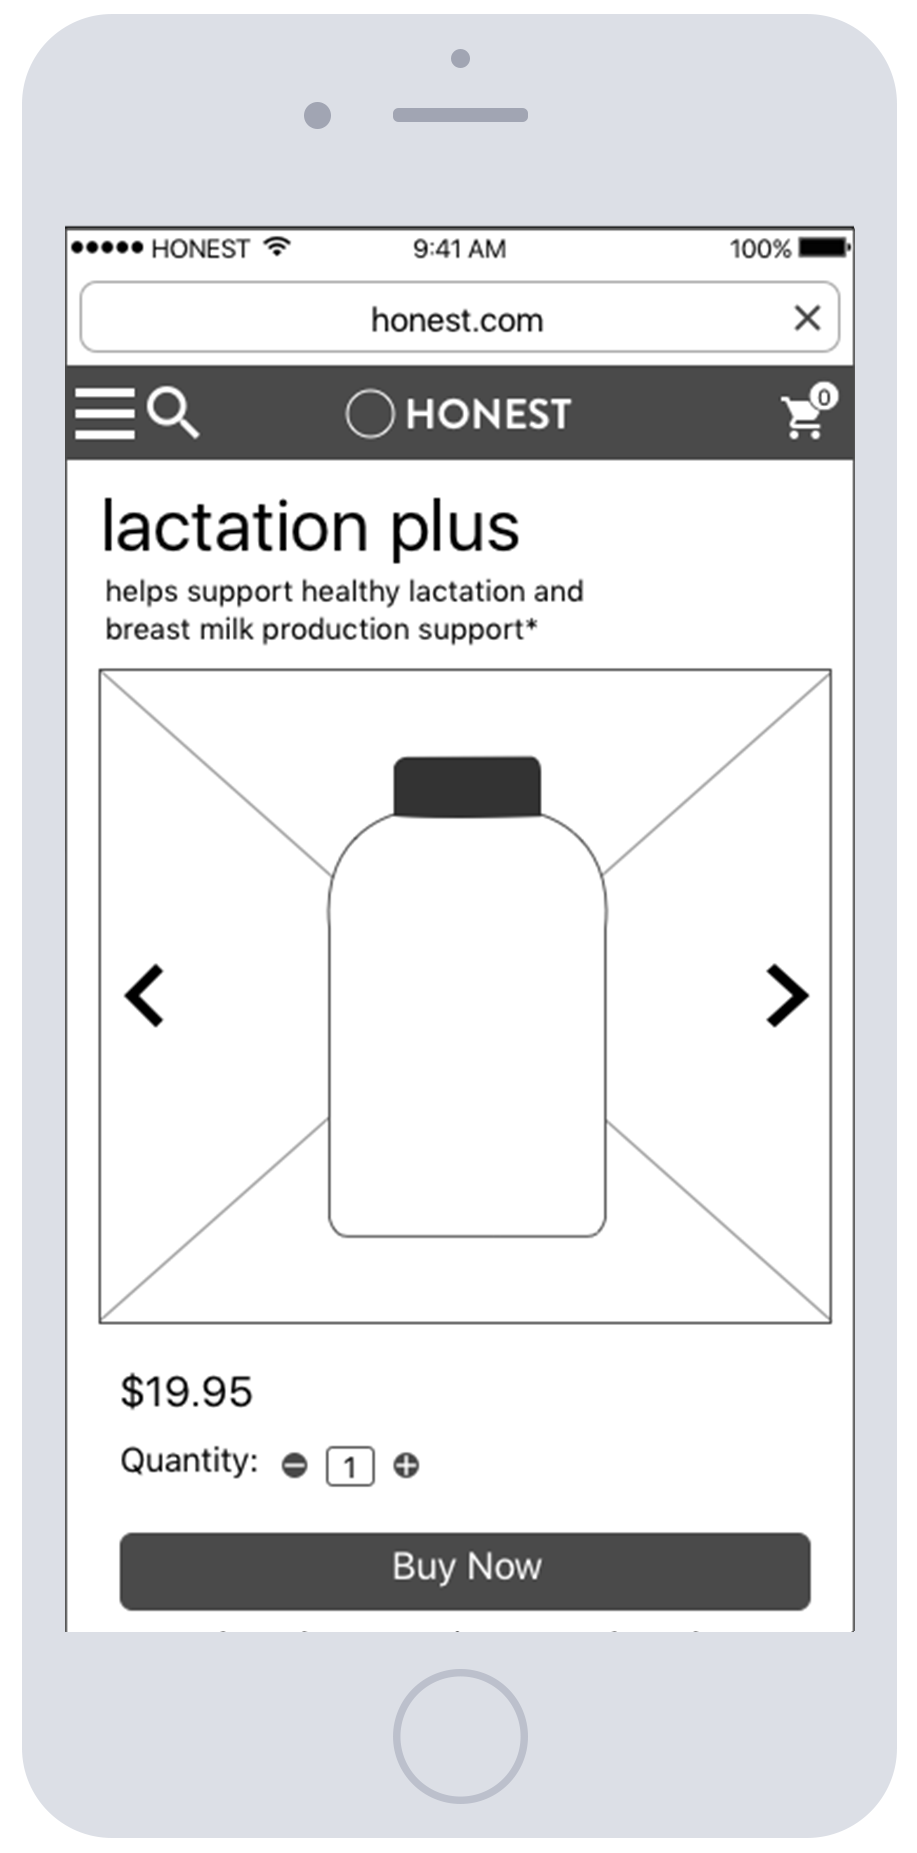 HONEST 9:41 AM 100%
honest.com
HONEST 0
lactation plus
helps support healthy lactation and
breast milk production support*
$19.95
Quantity: 1
Buy Now